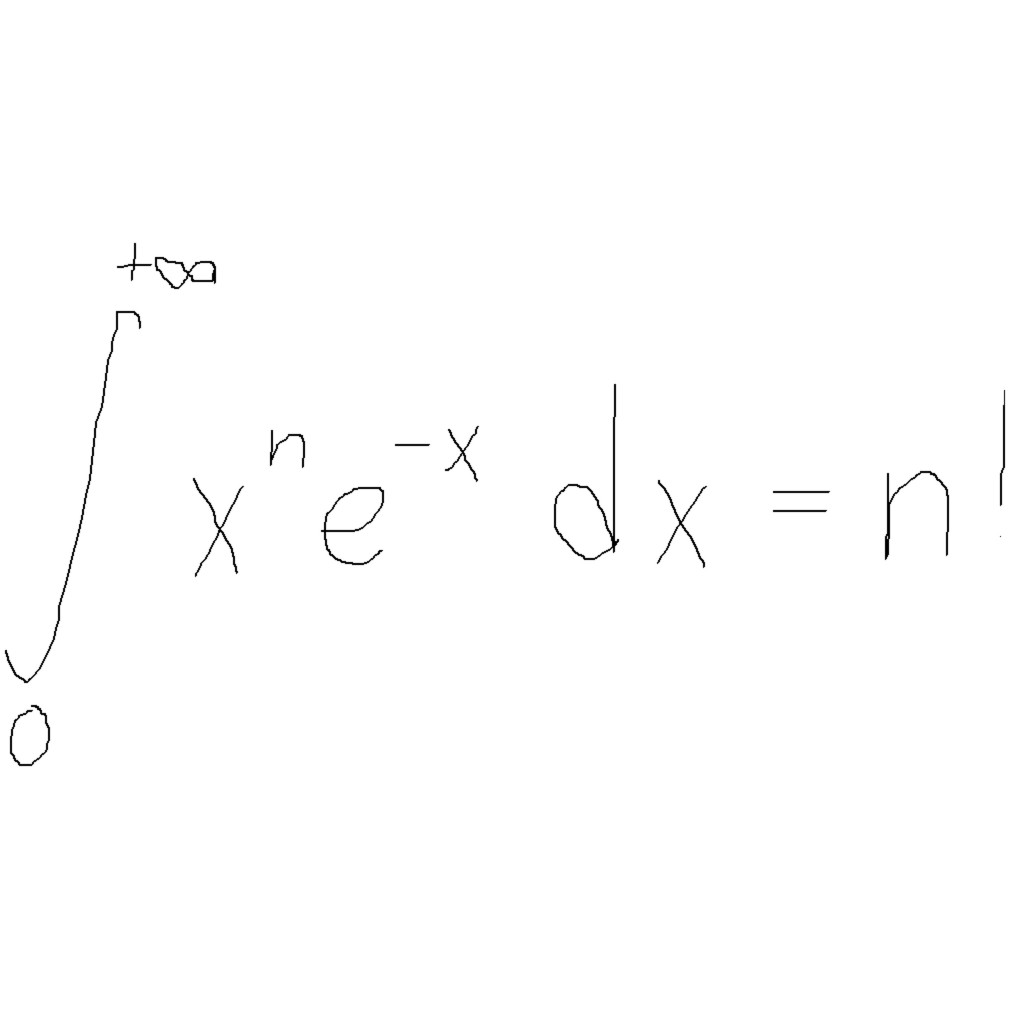 ∫₀^{+∞} xⁿe⁻ˣ dx = n!